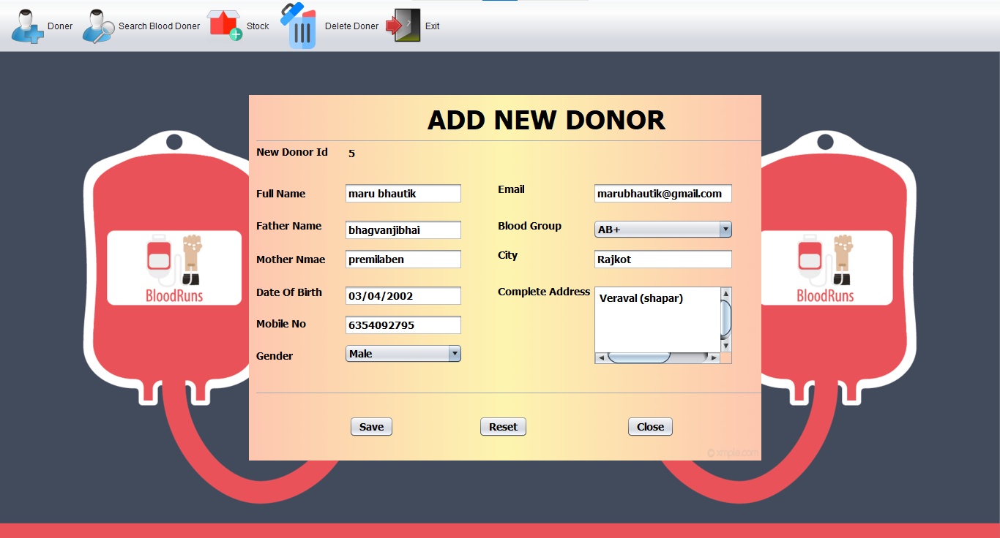 Doner
Search Blood Doner
Stock
Delete Doner
Exit
ADD NEW DONOR
New Donor Id 5
Full Name maru bhautik
Email marubhautik@gmail.com
Father Name bhagvanjibhai
Blood Group AB+
Mother Nmae premilaben
City Rajkot
Date Of Birth 03/04/2002
Complete Address Veraval (shapar)
Mobile No 6354092795
Gender Male
Save Reset Close
© xmple.com
BloodRuns
BloodRuns